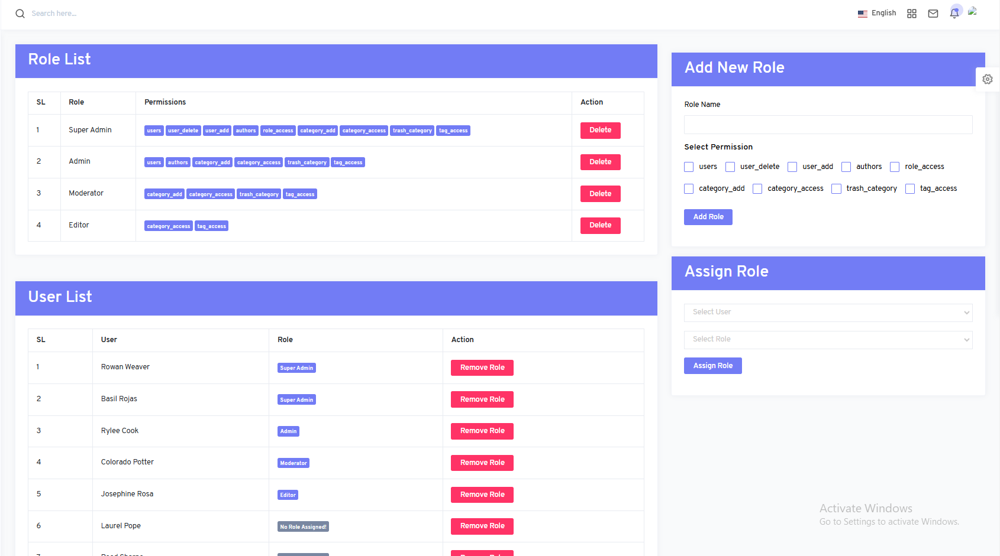 Search here...
English
Role List
SL Role Permissions Action
1 Super Admin users user_delete user_add authors role_access category_add category_access trash_category tag_access Delete
2 Admin users authors category_add category_access trash_category tag_access Delete
3 Moderator category_add category_access trash_category tag_access Delete
4 Editor category_access tag_access Delete
User List
SL User Role Action
1 Rowan Weaver Super Admin Remove Role
2 Basil Rojas Super Admin Remove Role
3 Rylee Cook Admin Remove Role
4 Colorado Potter Moderator Remove Role
5 Josephine Rosa Editor Remove Role
6 Laurel Pope No Role Assigned! Remove Role
Add New Role
Role Name
Select Permission
users user_delete user_add authors role_access
category_add category_access trash_category tag_access
Add Role
Assign Role
Select User
Select Role
Assign Role
Activate Windows
Go to Settings to activate Windows.